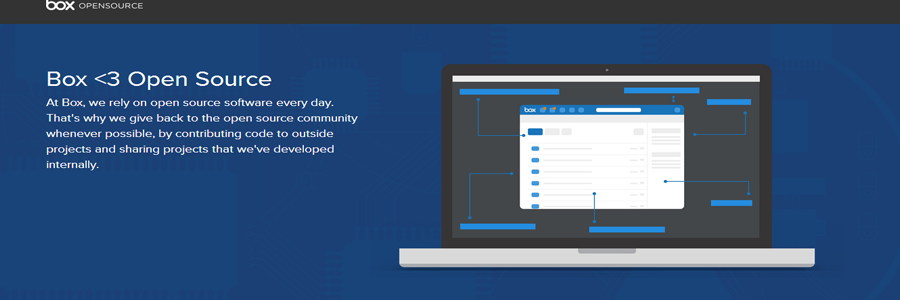 box OPENSOURCE
Box <3 Open Source
At Box, we rely on open source software every day.
That's why we give back to the open source community
whenever possible, by contributing code to outside
projects and sharing projects that we've developed
internally.
box